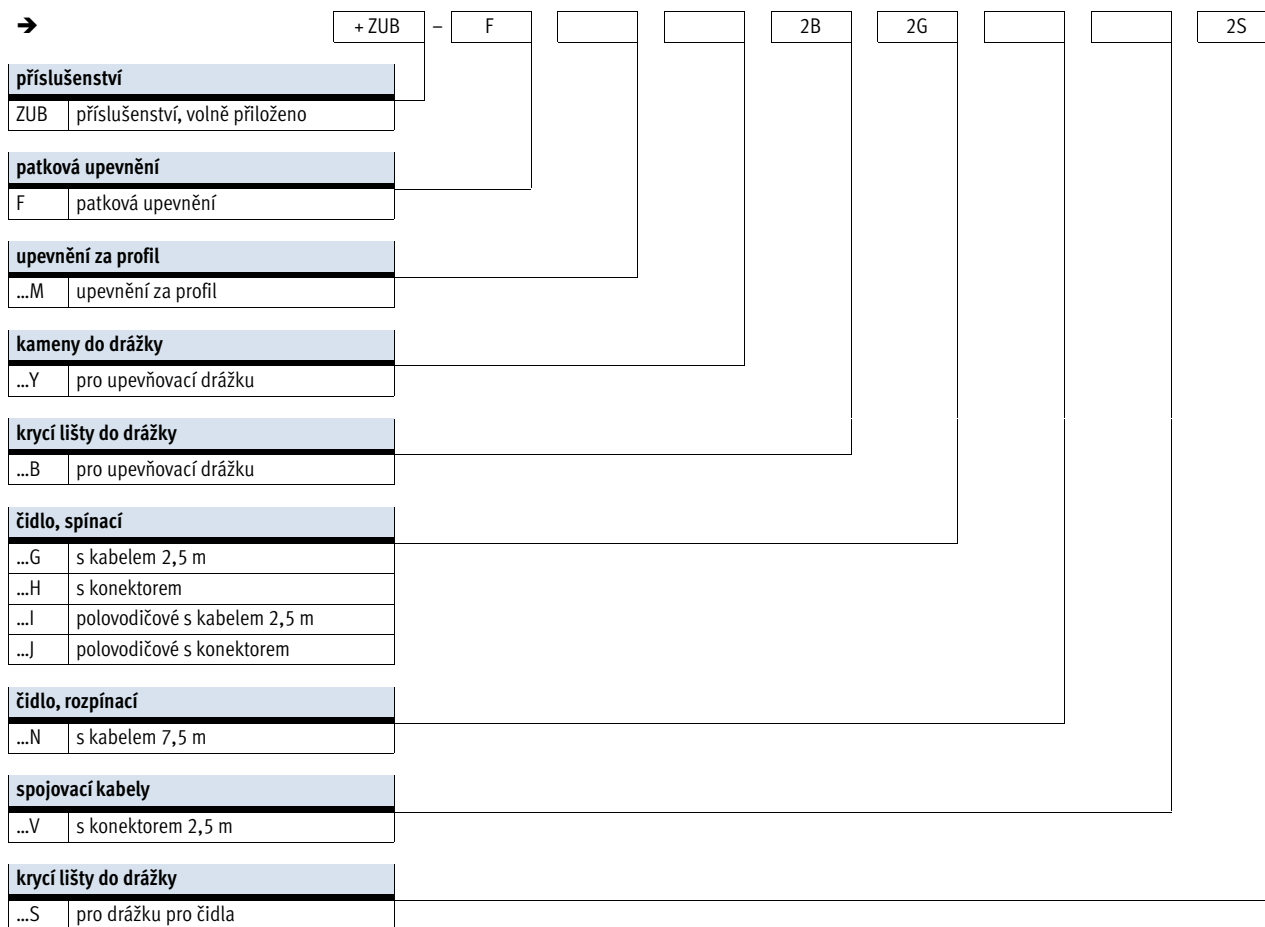 ➔ + ZUB – F 2B 2G 2S
příslušenství
ZUB příslušenství, volně přiloženo
patková upevnění
F patková upevnění
upevnění za profil
...M upevnění za profil
kameny do drážky
...Y pro upevňovací drážku
krycí lišty do drážky
...B pro upevňovací drážku
čidlo, spínací
...G s kabelem 2,5 m
...H s konektorem
...I polovodičové s kabelem 2,5 m
...J polovodičové s konektorem
čidlo, rozpínací
...N s kabelem 7,5 m
spojovací kabely
...V s konektorem 2,5 m
krycí lišty do drážky
...S pro drážku pro čidla